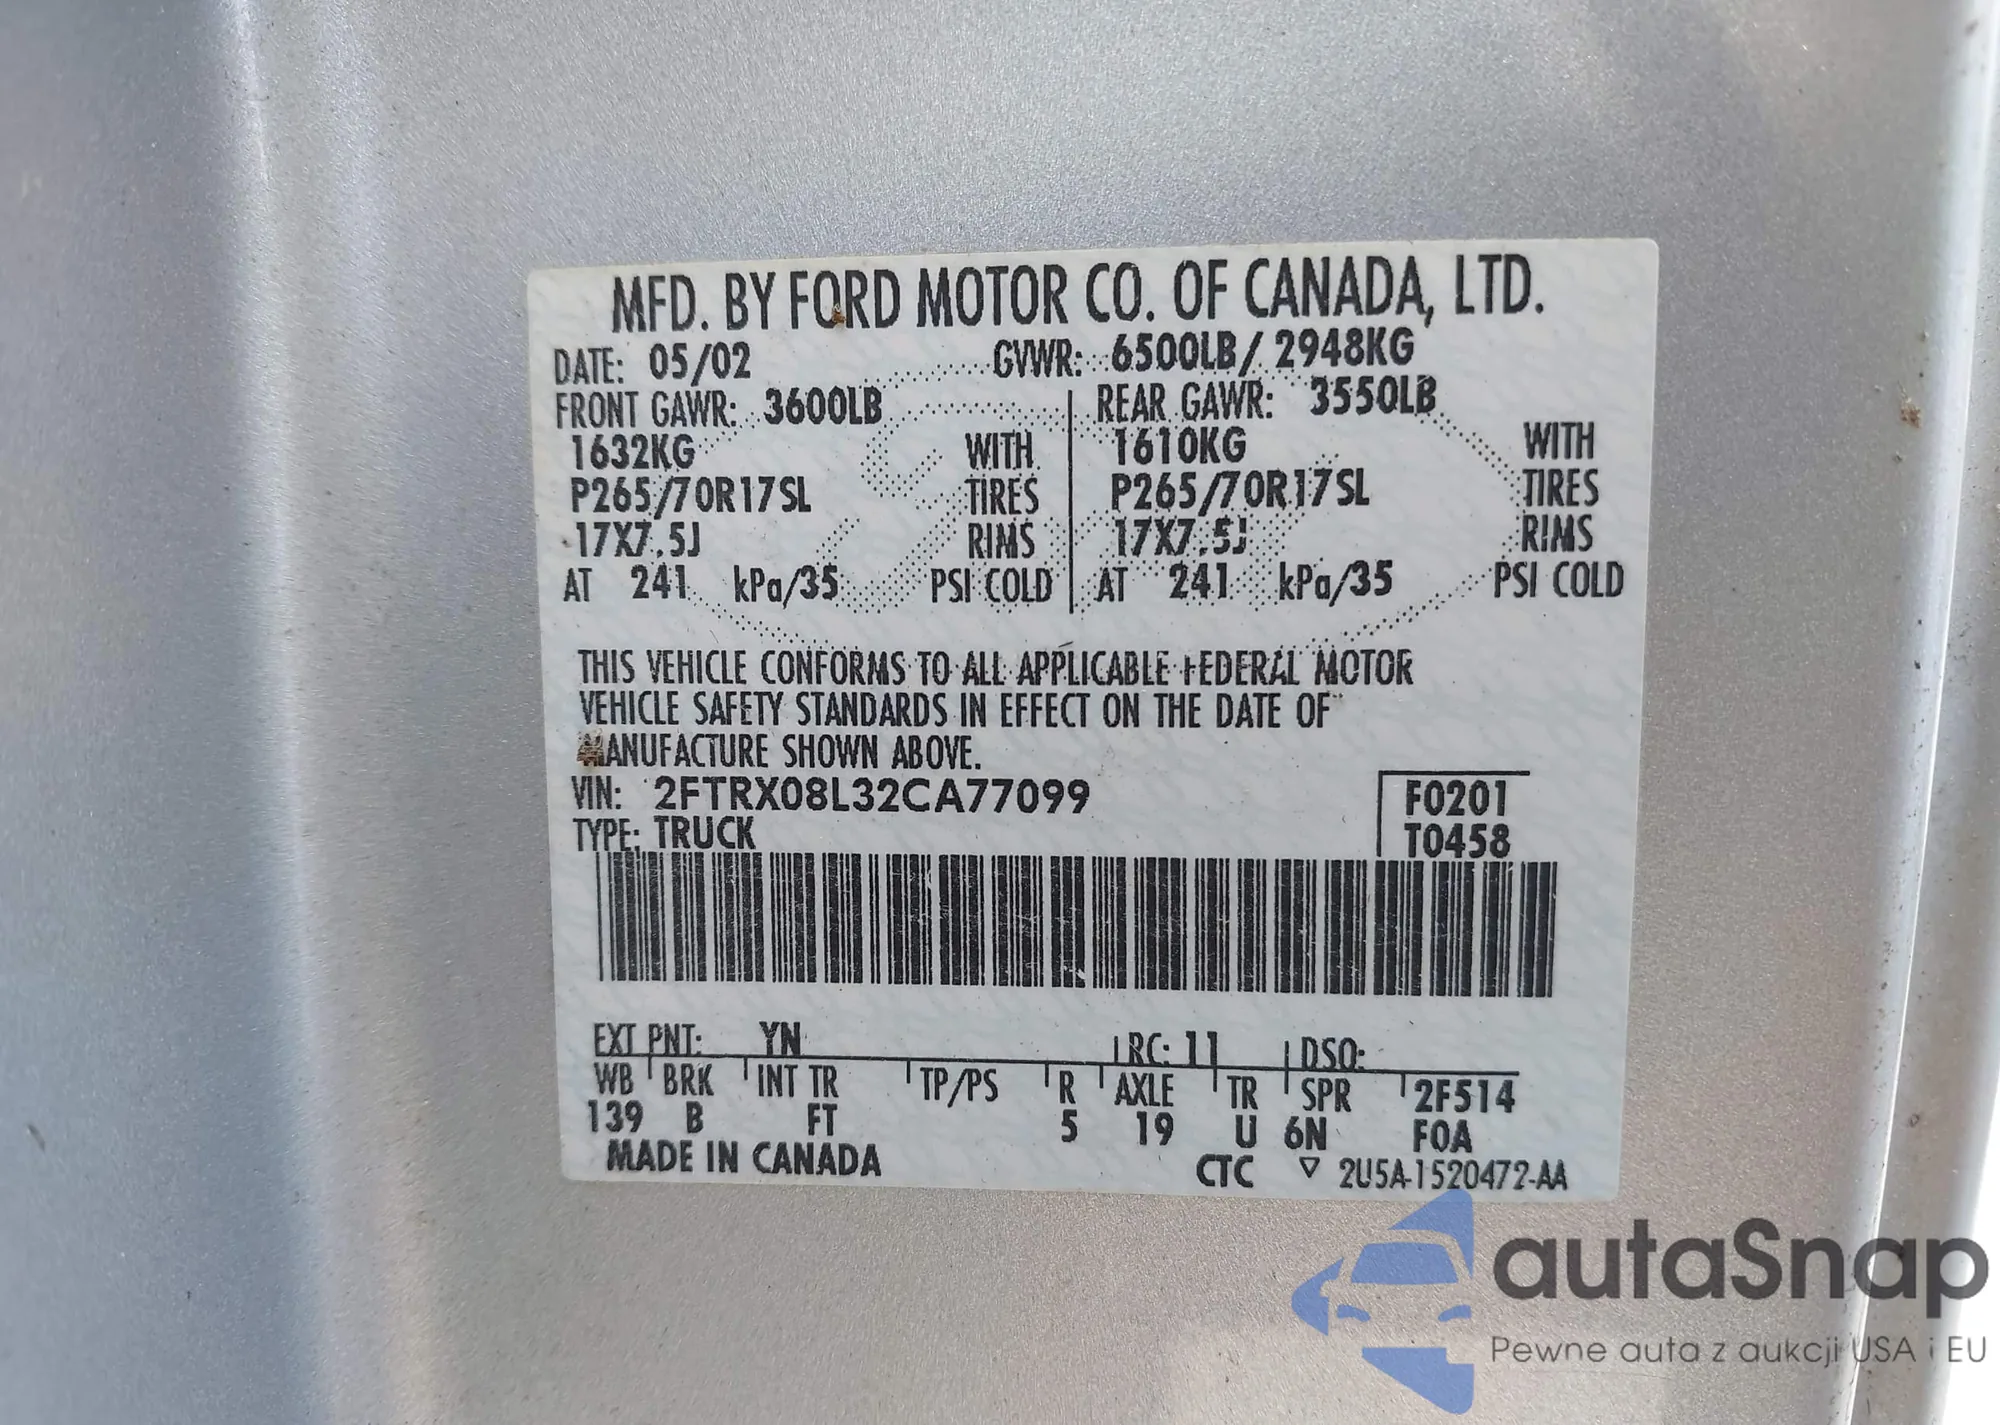 MFD. BY FORD MOTOR CO. OF CANADA, LTD.
DATE: 05/02 GVWR: 6500LB/ 2948KG
FRONT GAWR: 3600LB REAR GAWR: 3550LB
1632KG WITH 1610KG WITH
P265/70R17SL TIRES P265/70R17SL TIRES
17X7.5J RIMS 17X7.5J RIMS
AT 241 kPa/35 PSI COLD AT 241 kPa/35 PSI COLD
THIS VEHICLE CONFORMS TO ALL APPLICABLE FEDERAL MOTOR
VEHICLE SAFETY STANDARDS IN EFFECT ON THE DATE OF
MANUFACTURE SHOWN ABOVE.
VIN: 2FTRX08L32CA77099 F0201
TYPE: TRUCK T0458
EXT PNT: YN RC: 11 DSO:
WB BRK INT TR TP/PS R AXLE TR SPR 2F514
139 B FT 5 19 U 6N F0A
MADE IN CANADA CTC ▽ 2U5A-1520472-AA
autaSnap
Pewne auta z aukcji USA i EU